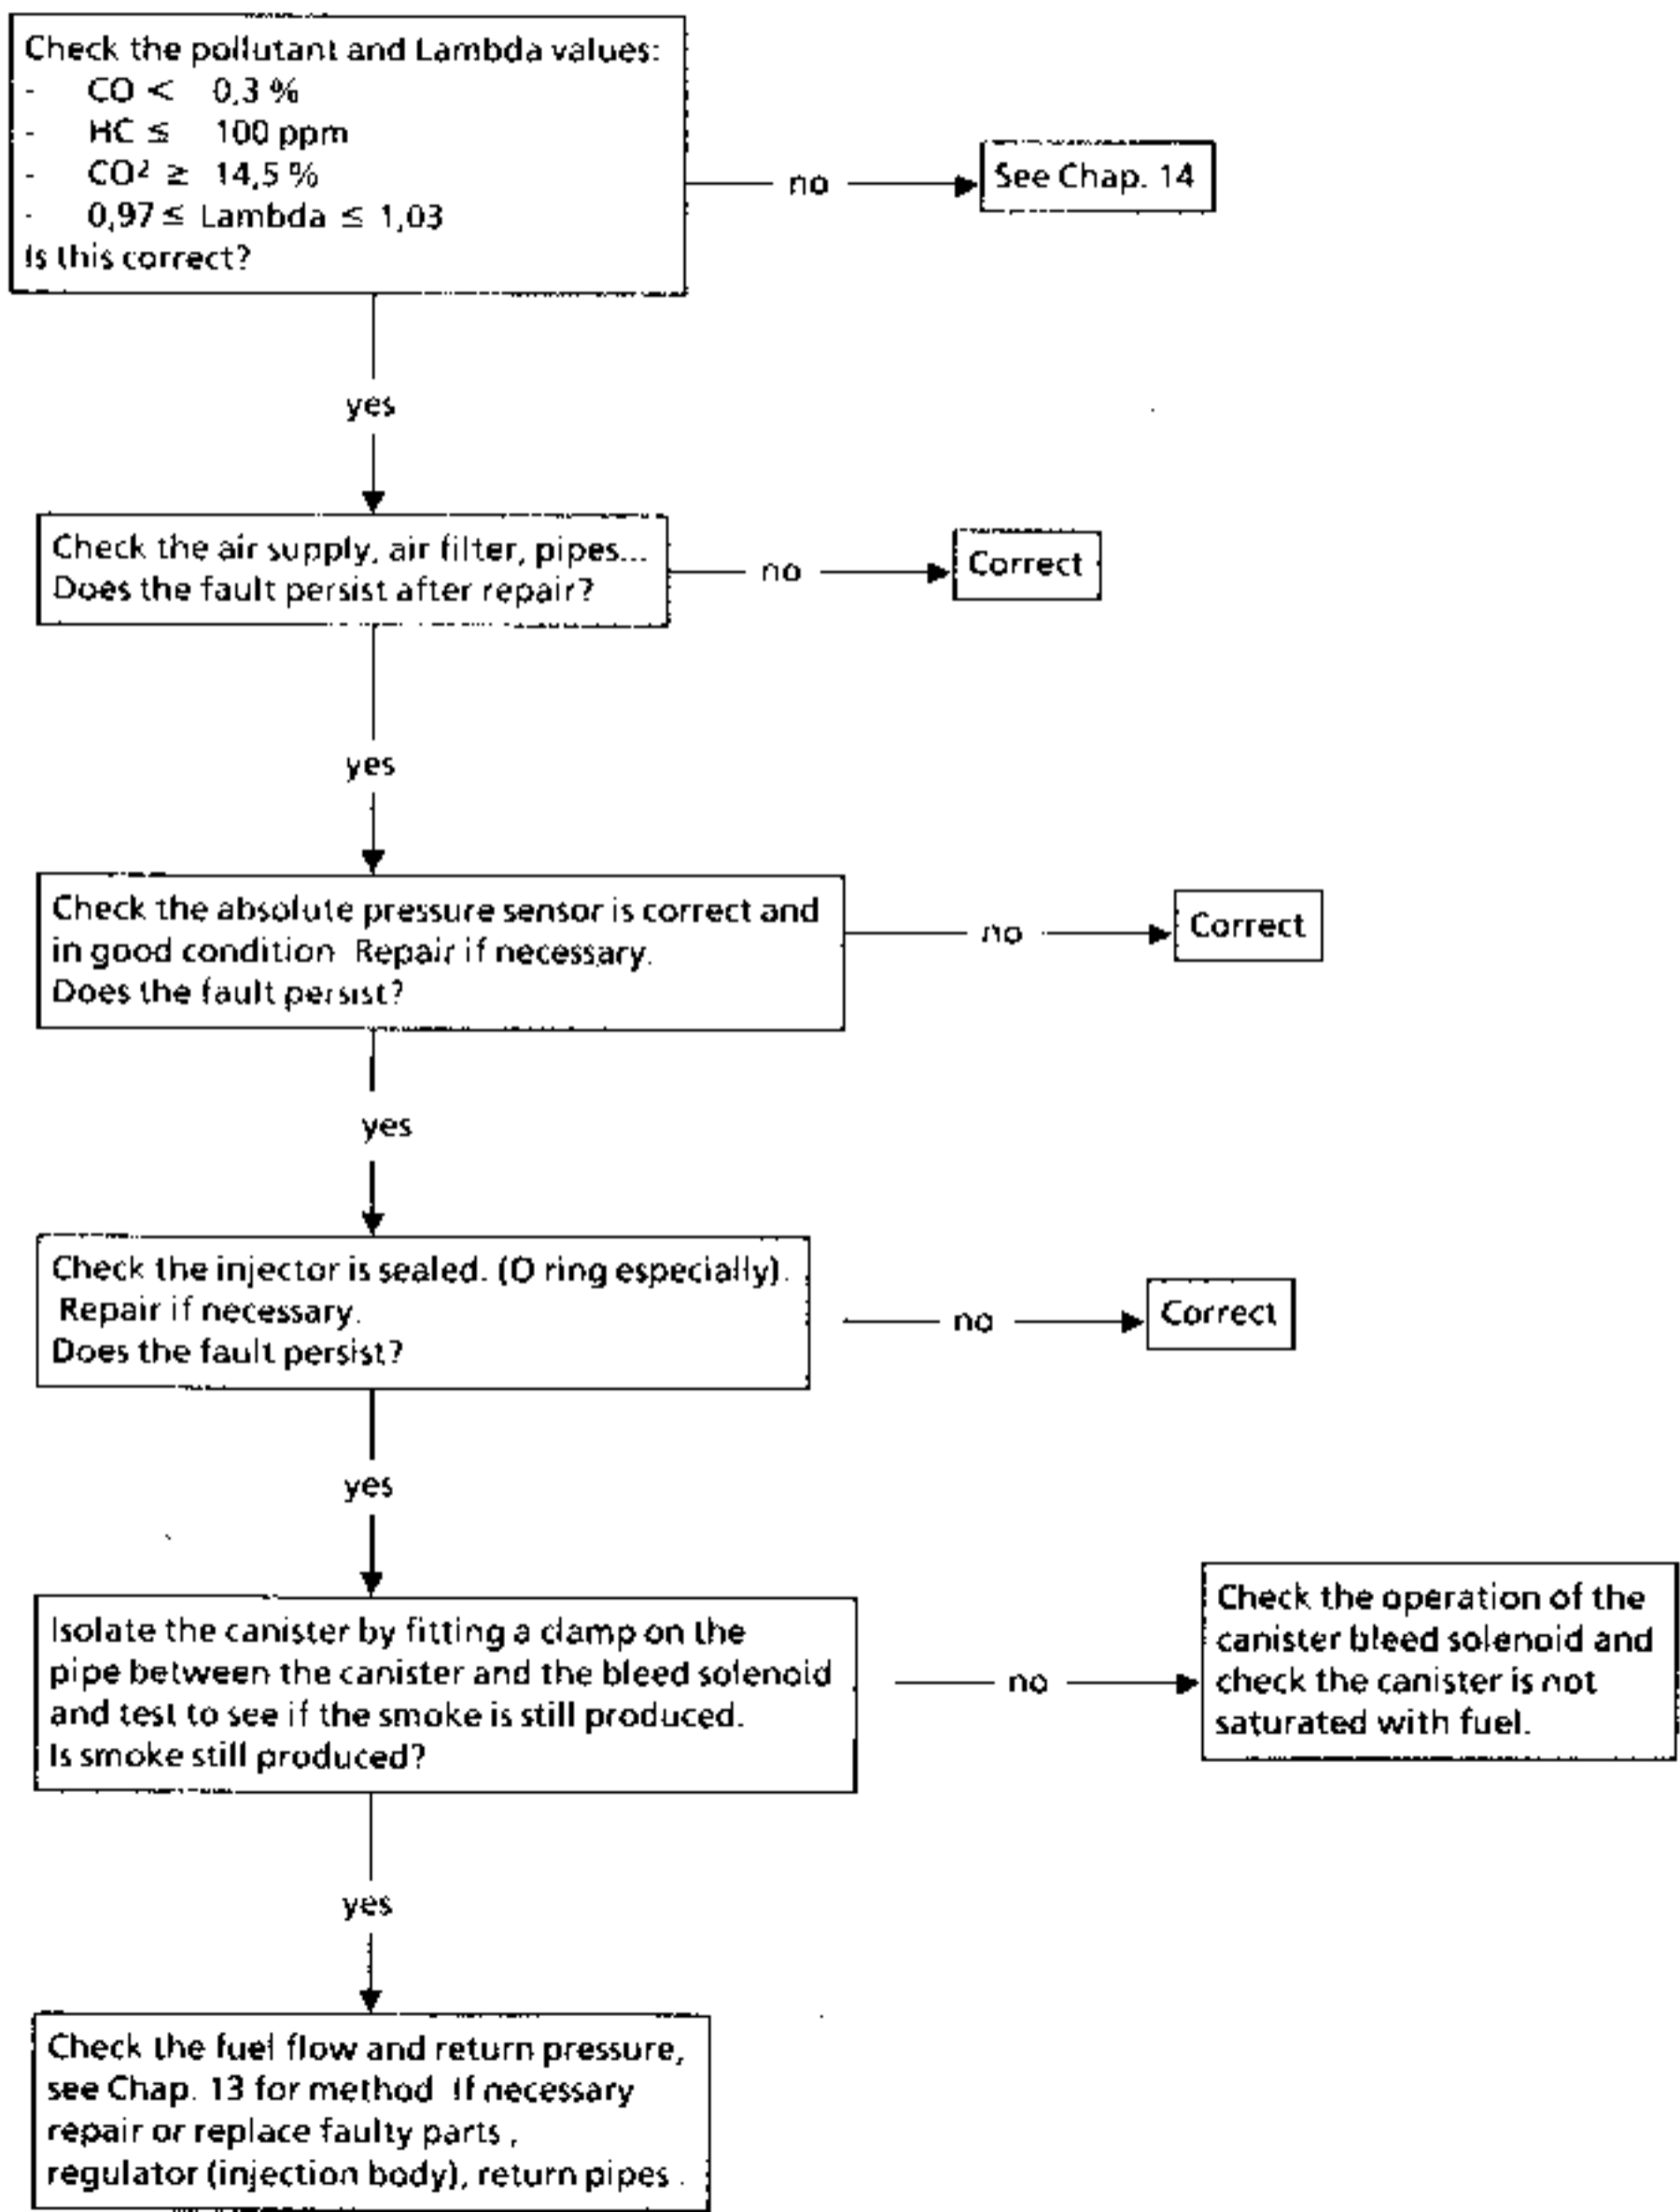 Check the pollutant and Lambda values:
- CO < 0,3 %
- HC ≤ 100 ppm
- CO² ≥ 14,5 %
- 0,97 ≤ Lambda ≤ 1,03
Is this correct?
no
See Chap. 14
yes
Check the air supply, air filter, pipes...
Does the fault persist after repair?
no
Correct
yes
Check the absolute pressure sensor is correct and
in good condition Repair if necessary.
Does the fault persist?
no
Correct
yes
Check the injector is sealed. (O ring especially).
Repair if necessary.
Does the fault persist?
no
Correct
yes
Isolate the canister by fitting a clamp on the
pipe between the canister and the bleed solenoid
and test to see if the smoke is still produced.
Is smoke still produced?
no
Check the operation of the
canister bleed solenoid and
check the canister is not
saturated with fuel.
yes
Check the fuel flow and return pressure,
see Chap. 13 for method If necessary
repair or replace faulty parts ,
regulator (injection body), return pipes .